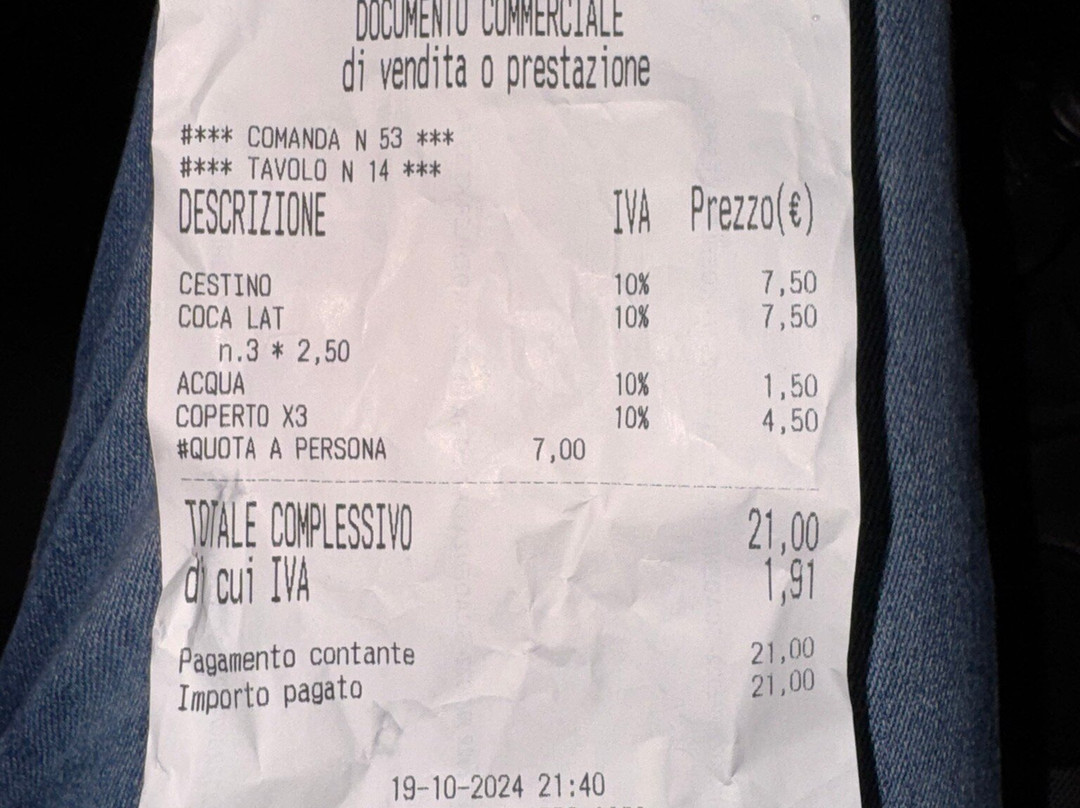 DOCUMENTO COMMERCIALE
di vendita o prestazione
#*** COMANDA N 53 ***
#*** TAVOLO N 14 ***
DESCRIZIONE IVA Prezzo(€)
CESTINO 10% 7,50
COCA LAT 10% 7,50
n.3 * 2,50
ACQUA 10% 1,50
COPERTO X3 10% 4,50
#QUOTA A PERSONA 7,00
TOTALE COMPLESSIVO 21,00
di cui IVA 1,91
Pagamento contante 21,00
Importo pagato 21,00
19-10-2024 21:40